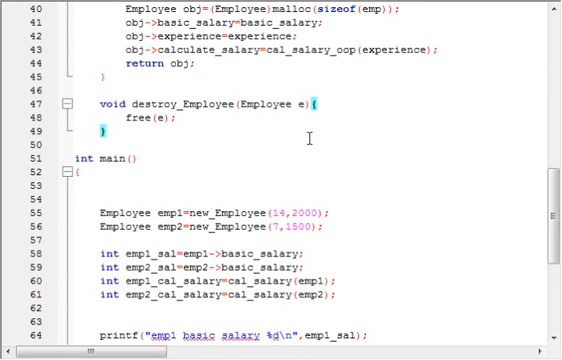 40 Employee obj=(Employee)malloc(sizeof(emp));
41 obj->basic_salary=basic_salary;
42 obj->experience=experience;
43 obj->calculate_salary=cal_salary_oop(experience);
44 return obj;
45 }
46
47 void destroy_Employee(Employee e){
48 free(e);
49 }
50
51 int main()
52 {
53
54
55 Employee emp1=new_Employee(14,2000);
56 Employee emp2=new_Employee(7,1500);
57
58 int emp1_sal=emp1->basic_salary;
59 int emp2_sal=emp2->basic_salary;
60 int emp1_cal_salary=cal_salary(emp1);
61 int emp2_cal_salary=cal_salary(emp2);
62
63
64 printf("emp1 basic salary %d\n",emp1_sal);